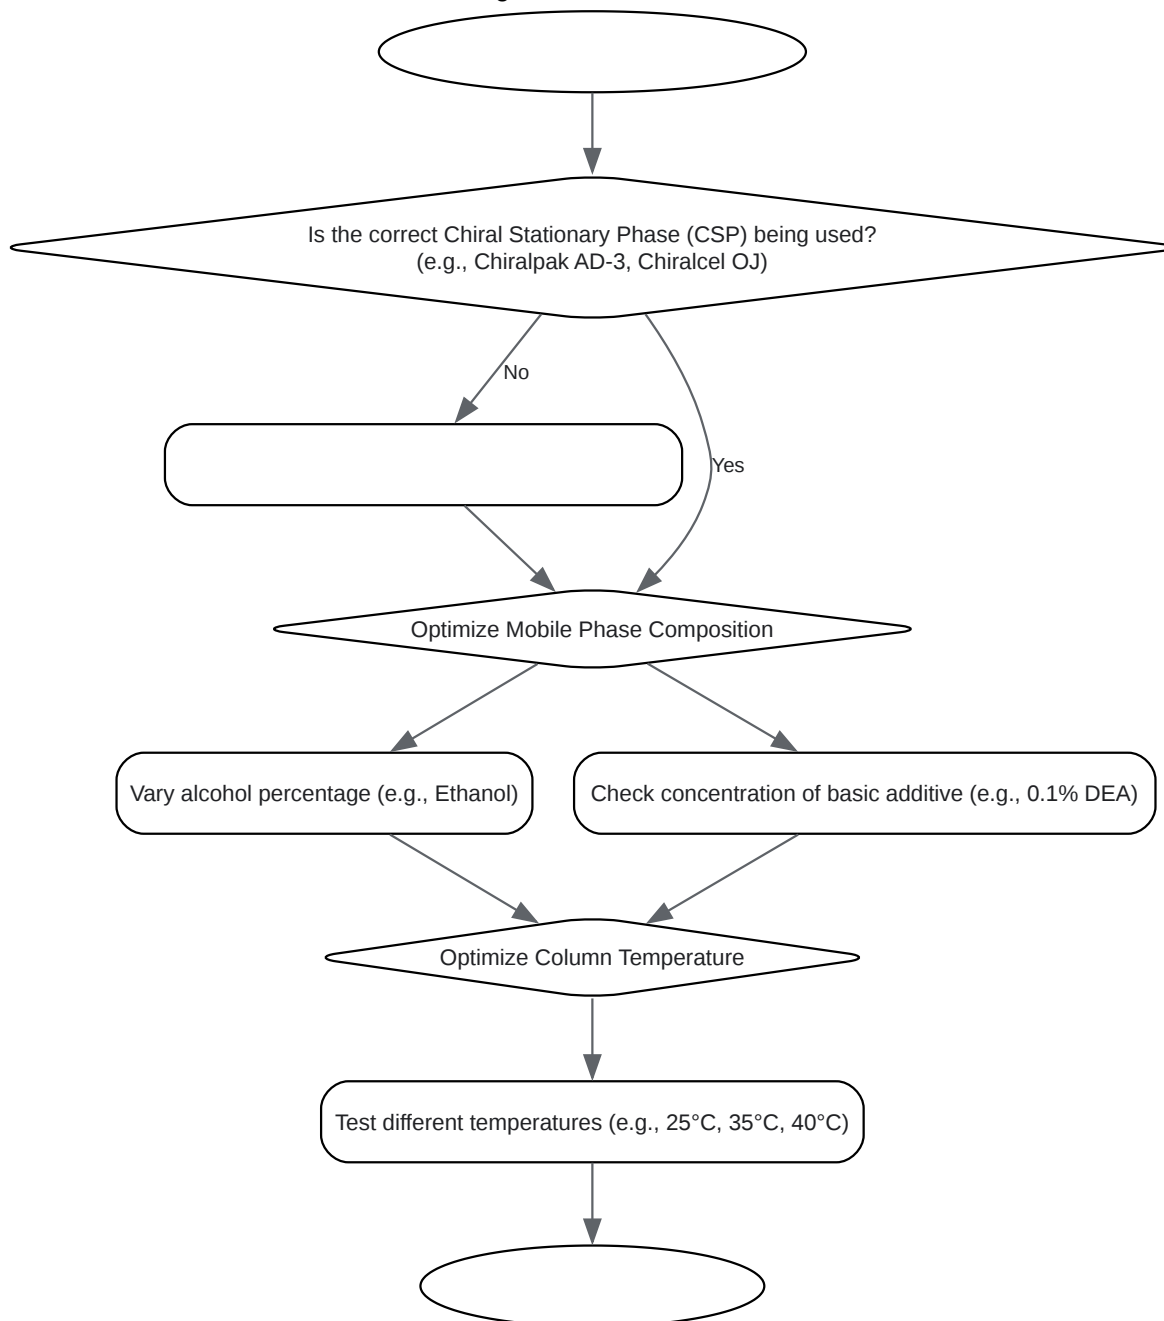 Is the correct Chiral Stationary Phase (CSP) being used?
(e.g., Chiralpak AD-3, Chiralcel OJ)
No
Yes
Optimize Mobile Phase Composition
Vary alcohol percentage (e.g., Ethanol)
Check concentration of basic additive (e.g., 0.1% DEA)
Optimize Column Temperature
Test different temperatures (e.g., 25°C, 35°C, 40°C)